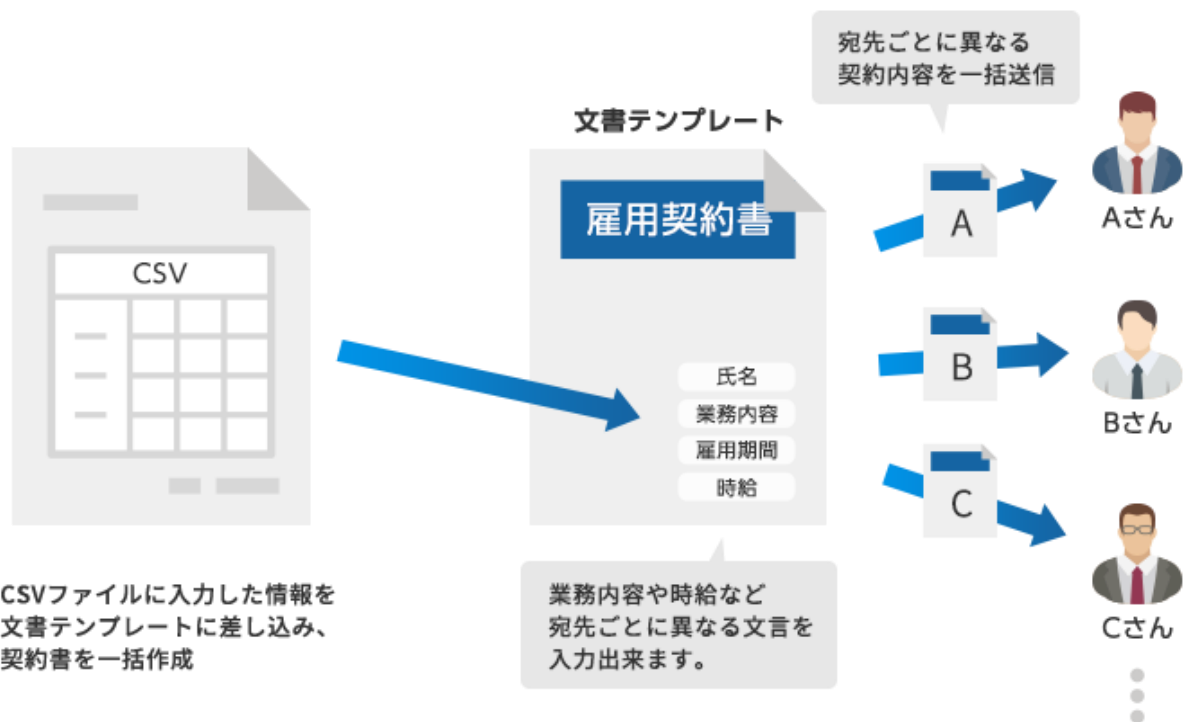 宛先ごとに異なる
契約内容を一括送信
文書テンプレート
雇用契約書
CSV
A
Aさん
氏名
業務内容
雇用期間
時給
B
Bさん
C
Cさん
CSVファイルに入力した情報を
文書テンプレートに差し込み、
契約書を一括作成
業務内容や時給など
宛先ごとに異なる文言を
入力出来ます。